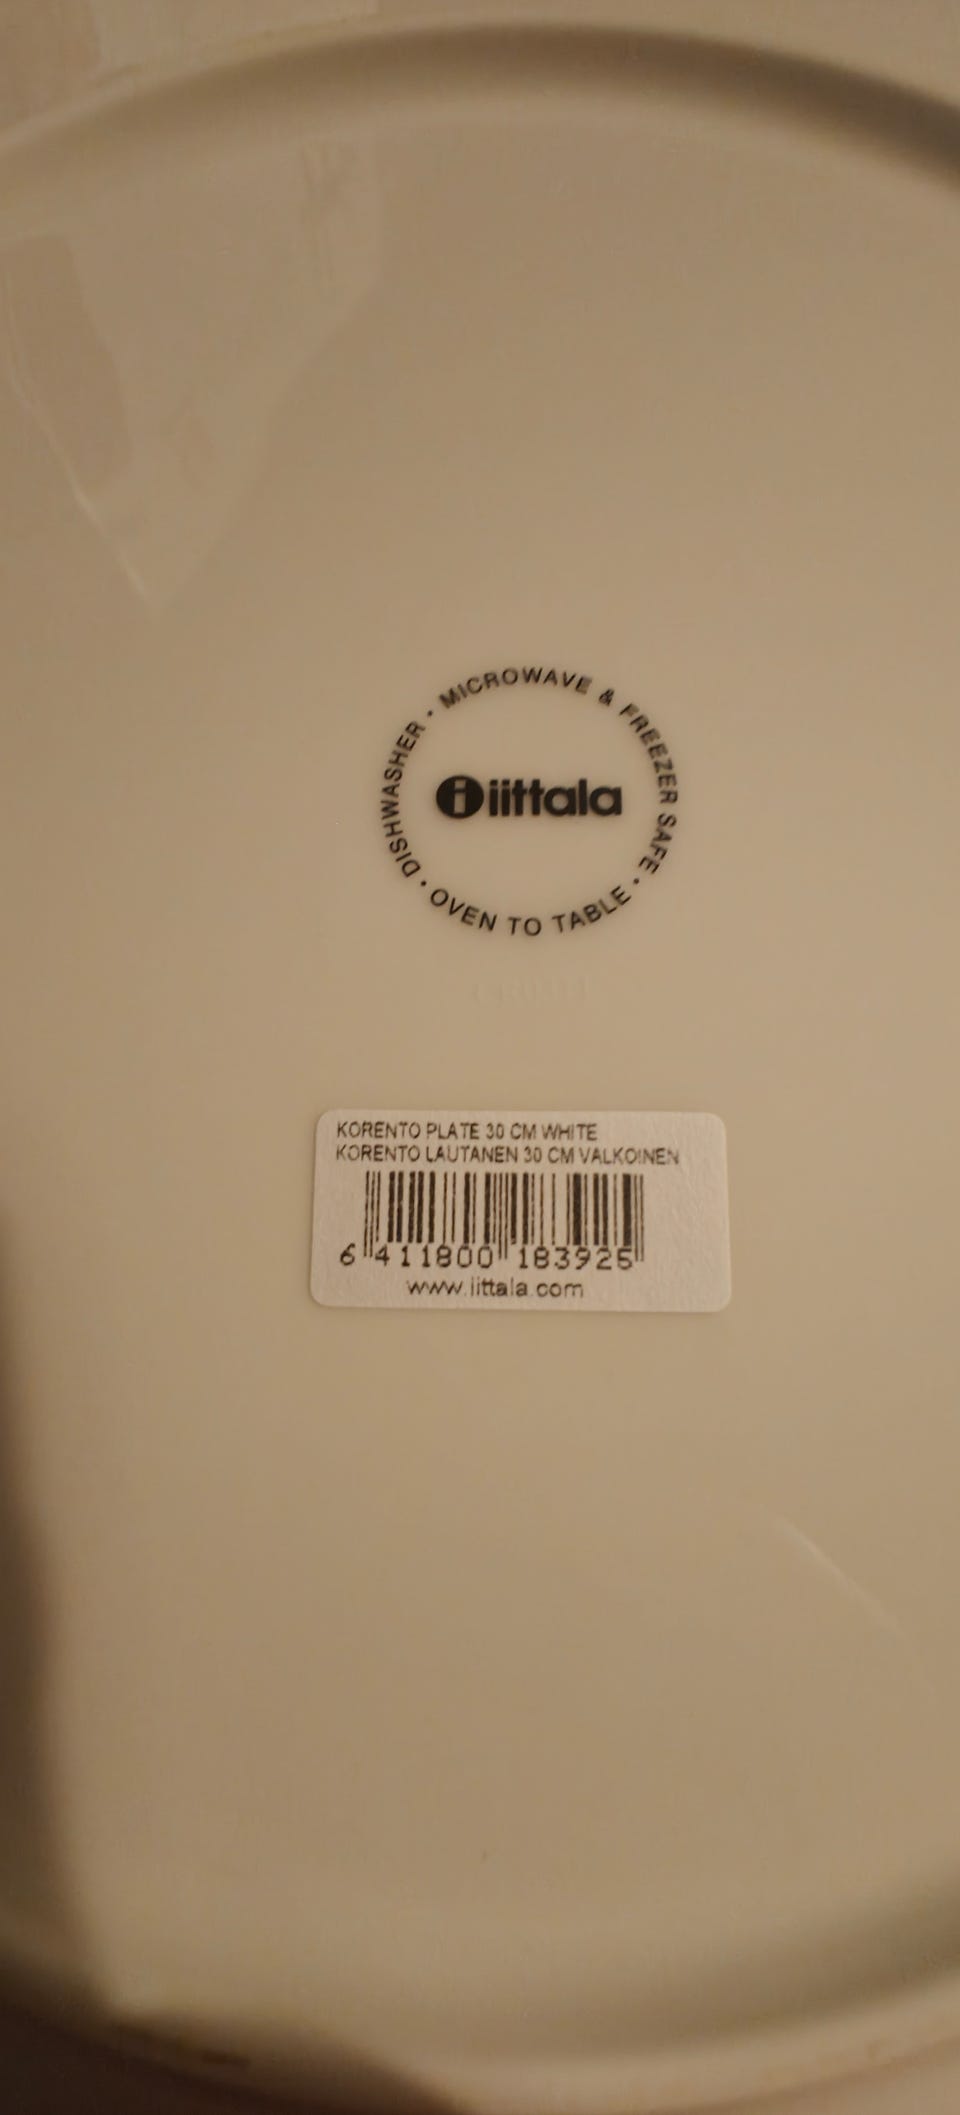 DISHWASHER · MICROWAVE & FREEZER SAFE · OVEN TO TABLE ·
i iittala
KORENTO PLATE 30 CM WHITE
KORENTO LAUTANEN 30 CM VALKOINEN
6 411800 183925
www.iittala.com